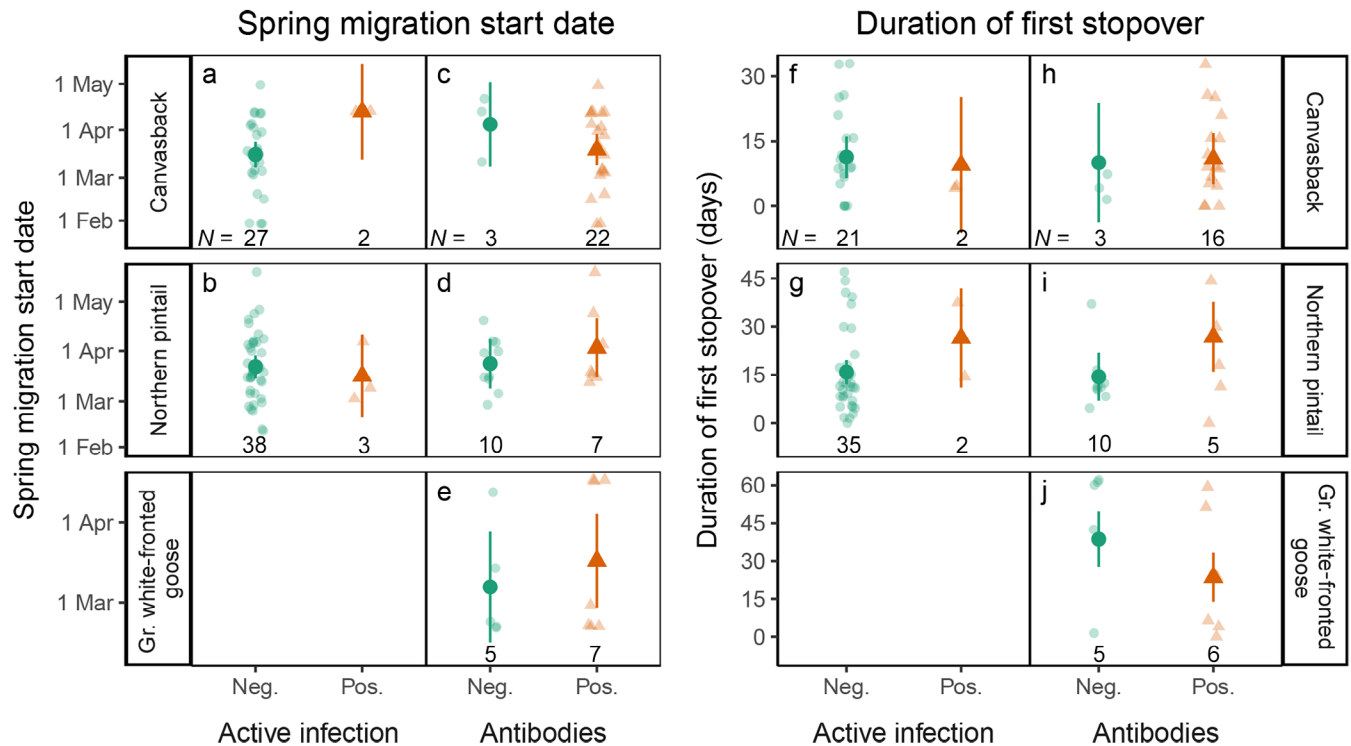 Spring migration start date
Duration of first stopover
Spring migration start date
Canvasback
1 May
1 Apr
1 Mar
1 Feb
a
N = 27
2
c
N = 3
22
Northern pintail
1 May
1 Apr
1 Mar
1 Feb
b
38
3
d
10
7
Gr. white-fronted
goose
1 Apr
1 Mar
e
5
7
Neg.
Pos.
Neg.
Pos.
Active infection
Antibodies
Duration of first stopover (days)
30
15
0
f
N = 21
2
h
N = 3
16
Canvasback
45
30
15
0
g
35
2
i
10
5
Northern pintail
60
45
30
15
0
j
5
6
Gr. white-fronted
goose
Neg.
Pos.
Neg.
Pos.
Active infection
Antibodies